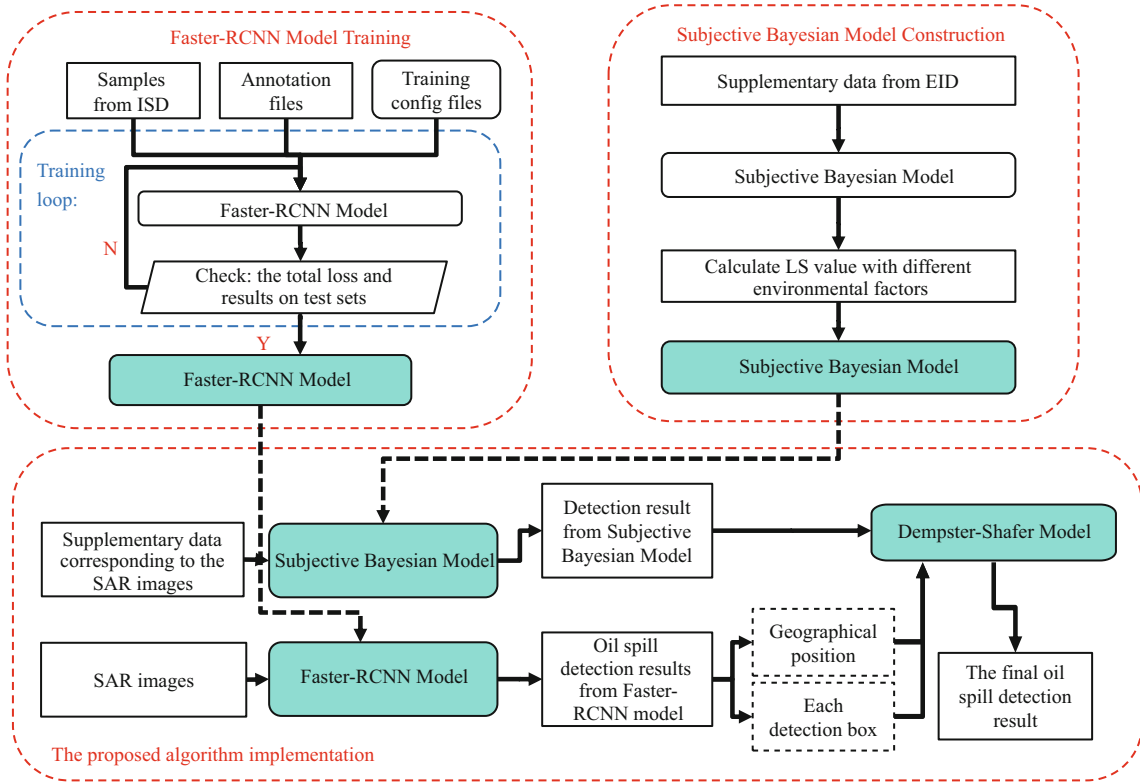 Faster-RCNN Model Training
Samples
from ISD
Annotation
files
Training
config files
Training
loop:
Faster-RCNN Model
N
Check: the total loss and
results on test sets
Y
Faster-RCNN Model
Subjective Bayesian Model Construction
Supplementary data from EID
Subjective Bayesian Model
Calculate LS value with different
environmental factors
Subjective Bayesian Model
Supplementary data
corresponding to the
SAR images
Subjective Bayesian Model
Detection result
from Subjective
Bayesian Model
Dempster-Shafer Model
SAR images
Faster-RCNN Model
Oil spill
detection results
from Faster-
RCNN model
Geographical
position
Each
detection box
The final oil
spill detection
result
The proposed algorithm implementation